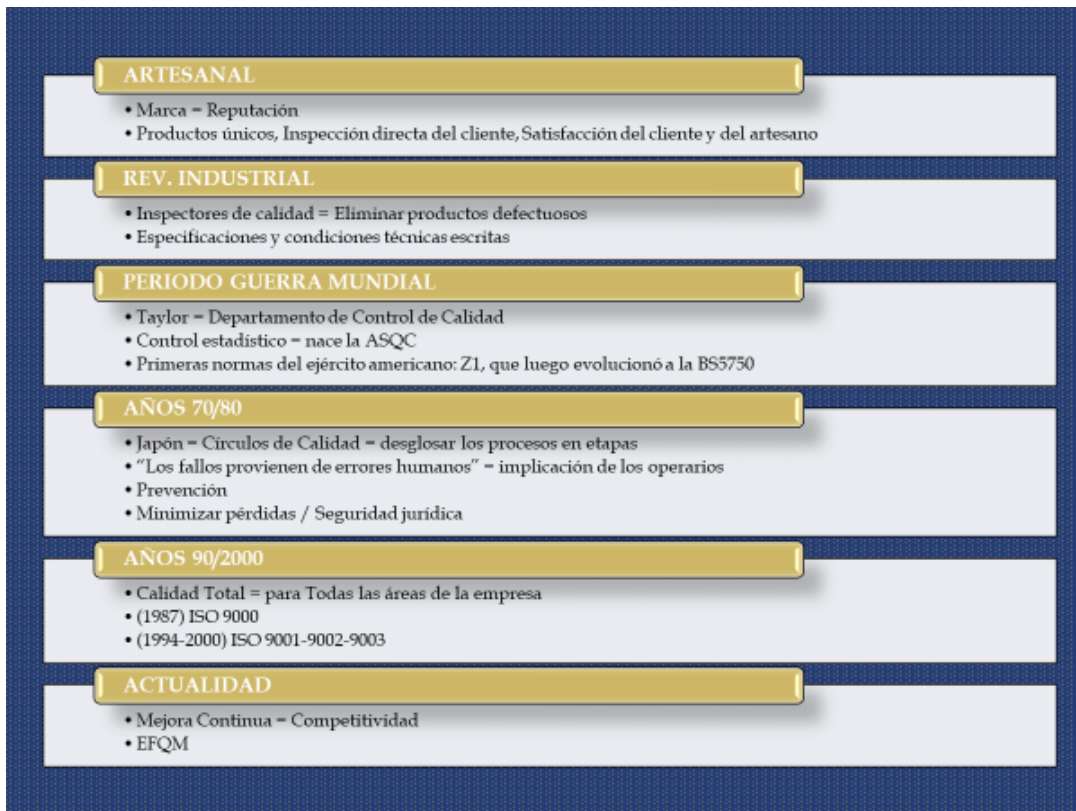 ARTESANAL
• Marca = Reputación
• Productos únicos, Inspección directa del cliente, Satisfacción del cliente y del artesano
REV. INDUSTRIAL
• Inspectores de calidad = Eliminar productos defectuosos
• Especificaciones y condiciones técnicas escritas
PERIODO GUERRA MUNDIAL
• Taylor = Departamento de Control de Calidad
• Control estadístico = nace la ASQC
• Primeras normas del ejército americano: Z1, que luego evolucionó a la BS5750
AÑOS 70/80
• Japón = Círculos de Calidad = desglosar los procesos en etapas
• “Los fallos provienen de errores humanos” = implicación de los operarios
• Prevención
• Minimizar pérdidas / Seguridad jurídica
AÑOS 90/2000
• Calidad Total = para Todas las áreas de la empresa
• (1987) ISO 9000
• (1994-2000) ISO 9001-9002-9003
ACTUALIDAD
• Mejora Continua = Competitividad
• EFQM